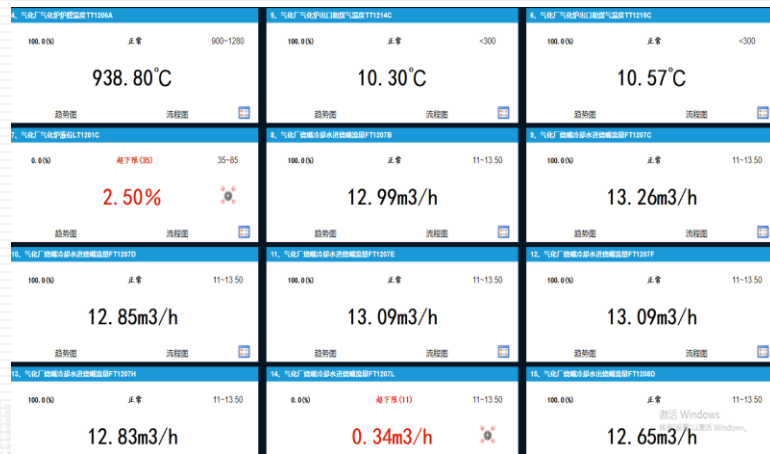 4、气化厂气化炉炉膛温度TT1206A
100.0(%) 正常 900~1280
938.80℃
趋势图 流程图
5、气化厂气化炉出口粗煤气温度TT1214C
100.0(%) 正常 <300
10.30℃
趋势图 流程图
6、气化厂气化炉出口粗煤气温度TT1215C
100.0(%) 正常 <300
10.57℃
趋势图 流程图
7、气化厂气化炉液位LT1201C
0.0(%) 超下限(35) 35~85
2.50%
趋势图 流程图
8、气化厂烧嘴冷却水进烧嘴流量FT1207B
100.0(%) 正常 11~13.50
12.99m3/h
趋势图 流程图
9、气化厂烧嘴冷却水进烧嘴流量FT1207C
100.0(%) 正常 11~13.50
13.26m3/h
趋势图 流程图
10、气化厂烧嘴冷却水进烧嘴流量FT1207D
100.0(%) 正常 11~13.50
12.85m3/h
趋势图 流程图
11、气化厂烧嘴冷却水进烧嘴流量FT1207E
100.0(%) 正常 11~13.50
13.09m3/h
趋势图 流程图
12、气化厂烧嘴冷却水进烧嘴流量FT1207F
100.0(%) 正常 11~13.50
13.09m3/h
趋势图 流程图
13、气化厂烧嘴冷却水进烧嘴流量FT1207H
100.0(%) 正常 11~13.50
12.83m3/h
14、气化厂烧嘴冷却水进烧嘴流量FT1207L
0.0(%) 超下限(11) 11~13.50
0.34m3/h
15、气化厂烧嘴冷却水出烧嘴流量FT1208D
100.0(%) 正常 11~13.50
12.65m3/h
激活 Windows
以激活 Windows。